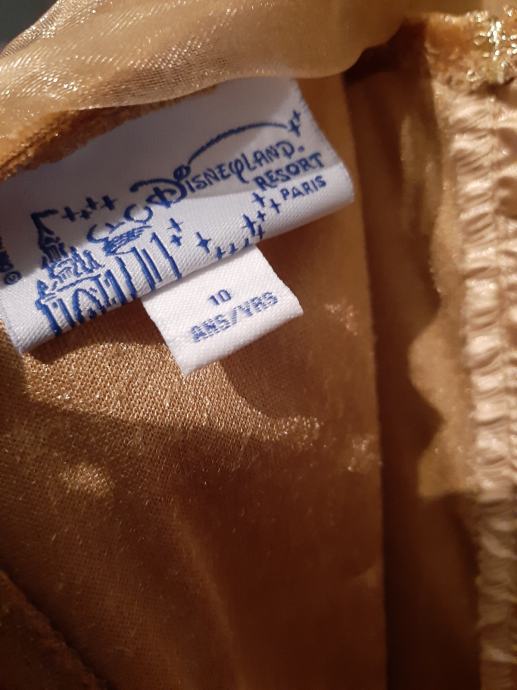 DISNEYLAND®
RESORT
PARIS
10
ANS/YRS